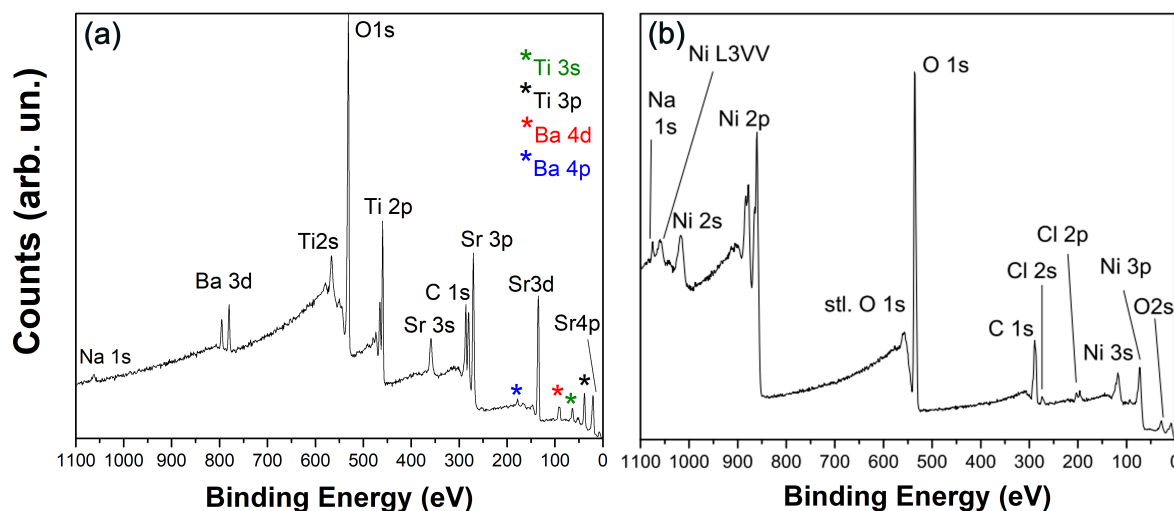 Counts (arb. un.)
(a)
O1s
* Ti 3s
* Ti 3p
* Ba 4d
* Ba 4p
Ti 2p
Ti2s
Sr 3p
Ba 3d
C 1s
Sr3d
Sr 3s
Sr4p
Na 1s
* * * *
1100 1000 900 800 700 600 500 400 300 200 100 0
Binding Energy (eV)
(b)
Ni L3VV
O 1s
Na
1s
Ni 2p
Ni 2s
Cl 2p
Cl 2s
Ni 3p
stl. O 1s
O2s
C 1s
Ni 3s
1100 1000 900 800 700 600 500 400 300 200 100 0
Binding Energy (eV)